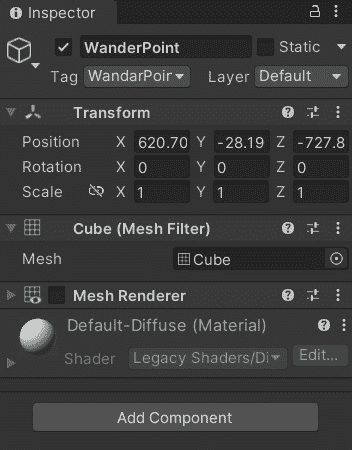 Inspector
WanderPoint Static
Tag WandarPoir Layer Default
Transform
Position X 620.70 Y -28.19 Z -727.8
Rotation X 0 Y 0 Z 0
Scale X 1 Y 1 Z 1
Cube (Mesh Filter)
Mesh Cube
Mesh Renderer
Default-Diffuse (Material)
Shader Legacy Shaders/Di Edit...
Add Component